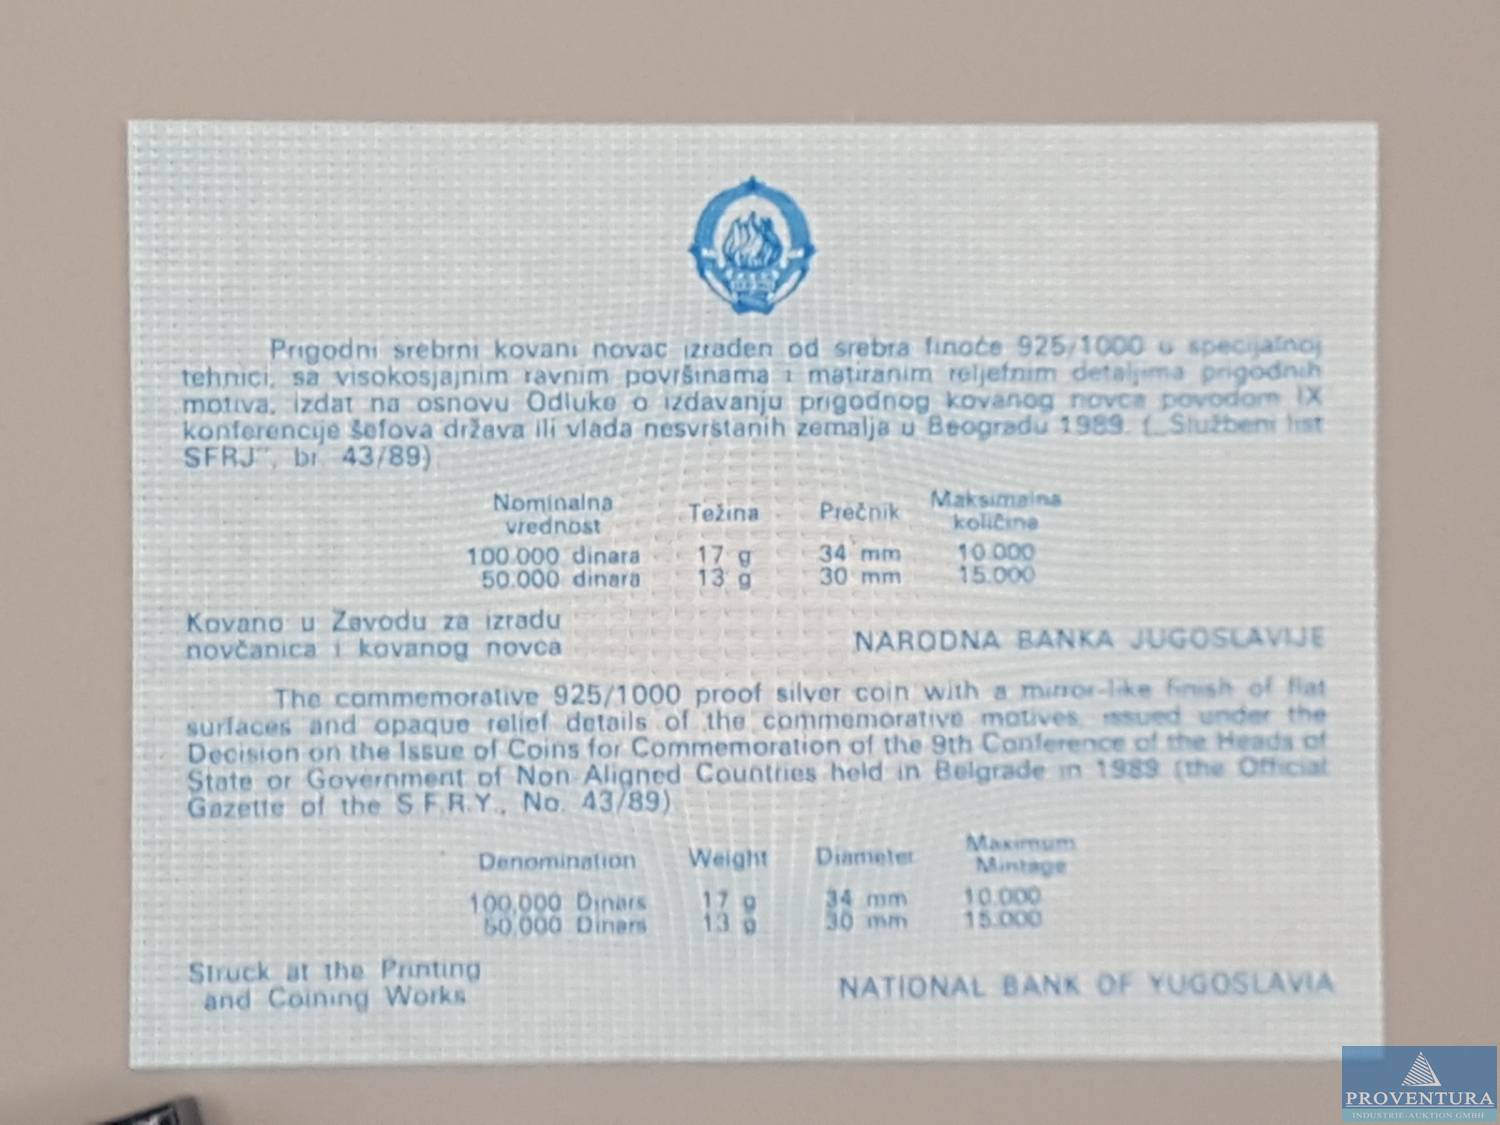 Prigodni srebrni kovani novac izrađen od srebra finoće 925/1000 u specijalnoj
tehnici, sa visokosjajnim ravnim površinama i matiranim reljefnim detaljima prigodnih
motiva, izdat na osnovu Odluke o izdavanju prigodnog kovanog novca povodom IX
konferencije šefova država ili vlada nesvrstanih zemalja u Beogradu 1989. („Službeni list
SFRJ", br. 43/89)
Nominalna vrednost Težina Prečnik Maksimalna količina
100.000 dinara 17 g 34 mm 10.000
50.000 dinara 13 g 30 mm 15.000
Kovano u Zavodu za izradu
novčanica i kovanog novca
NARODNA BANKA JUGOSLAVIJE
The commemorative 925/1000 proof silver coin with a mirror-like finish of flat
surfaces and opaque relief details of the commemorative motives, issued under the
Decision on the Issue of Coins for Commemoration of the 9th Conference of the Heads of
State or Government of Non Aligned Countries held in Belgrade in 1989 (the Official
Gazette of the S.F.R.Y., No. 43/89)
Denomination Weight Diameter Maximum Mintage
100,000 Dinars 17 g 34 mm 10.000
50,000 Dinars 13 g 30 mm 15.000
Struck at the Printing
and Coining Works
NATIONAL BANK OF YUGOSLAVIA
PROVENTURA
INDUSTRIE-AUKTION GMBH